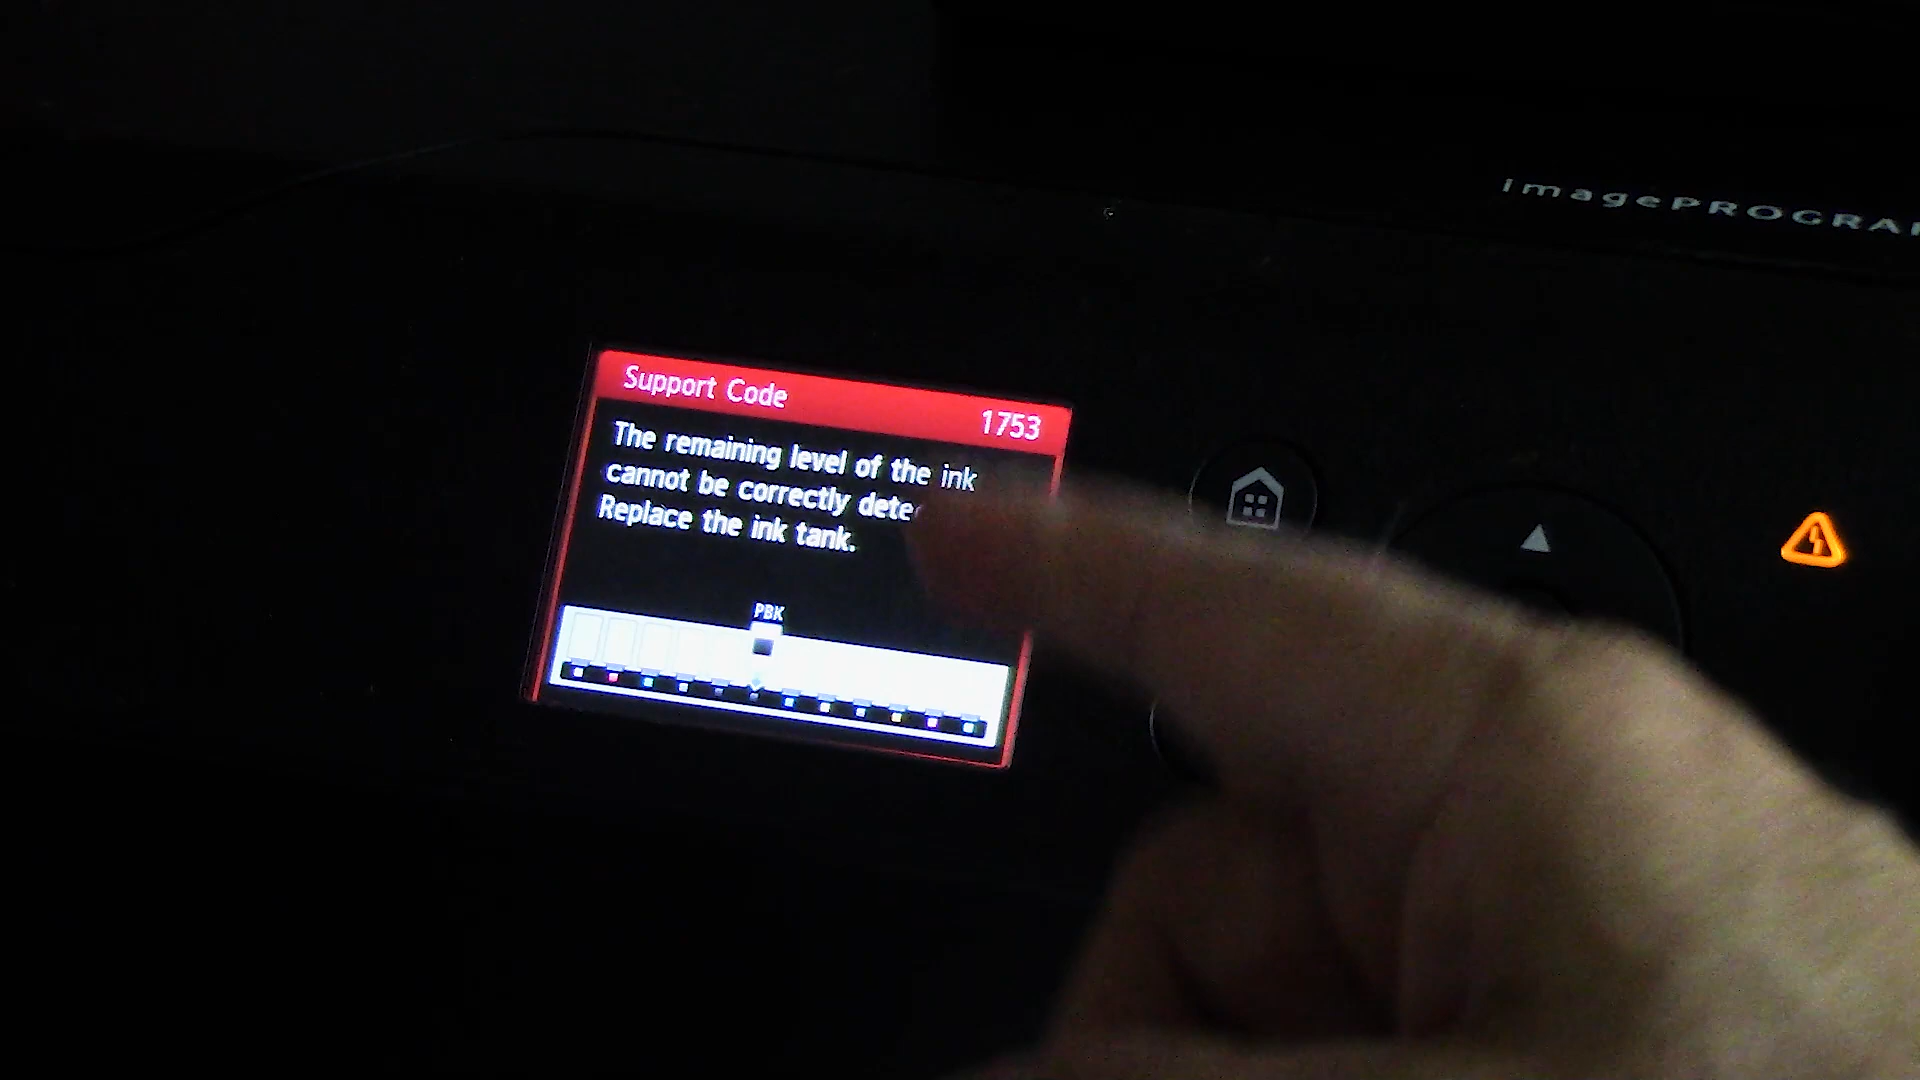 imagePROGRA
Support Code
1753
The remaining level of the ink
cannot be correctly dete
Replace the ink tank.
PBK